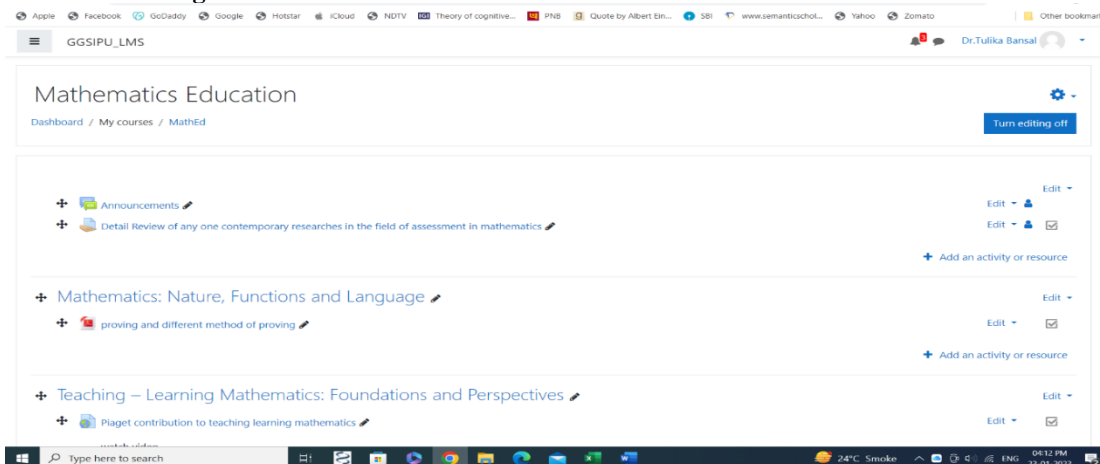 Apple Facebook GoDaddy Google Hotstar iCloud NDTV Theory of cognitive... PNB Quote by Albert Ein... SBI www.semanticschol... Yahoo Zomato Other bookmar
GGSIPU_LMS 3 Dr.Tulika Bansal
Mathematics Education
Dashboard / My courses / MathEd Turn editing off
Edit
Announcements Edit
Detail Review of any one contemporary researches in the field of assessment in mathematics Edit
Add an activity or resource
Mathematics: Nature, Functions and Language Edit
proving and different method of proving Edit
Add an activity or resource
Teaching – Learning Mathematics: Foundations and Perspectives Edit
Piaget contribution to teaching learning mathematics Edit
watch video
Type here to search 24°C Smoke ENG 04:12 PM